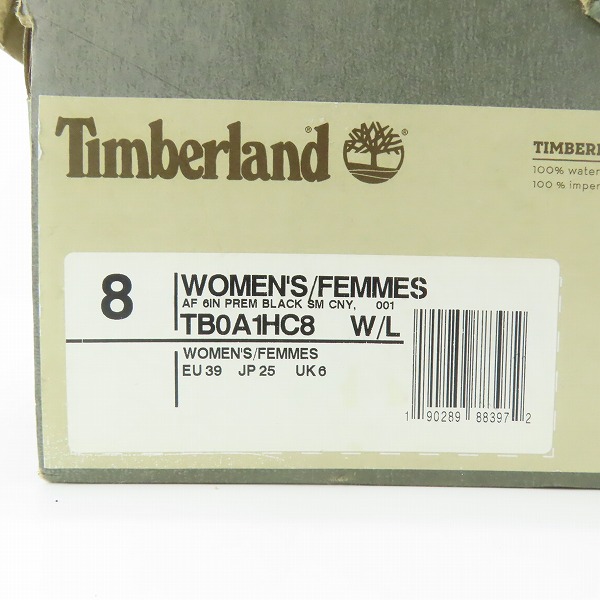 Timberland®
TIMBERL
100% water
100% imper
8
WOMEN'S/FEMMES
AF 6IN PREM BLACK SM CNY, 001
TB0A1HC8 W/L
WOMEN'S/FEMMES
EU 39 JP 25 UK 6
1 90289 88397 2